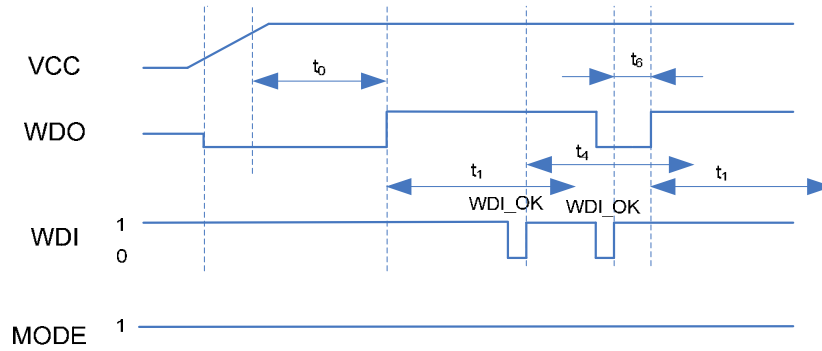 VCC
t0
t6
WDO
t4
t1
t1
WDI_OK
WDI_OK
1
WDI
0
1
MODE